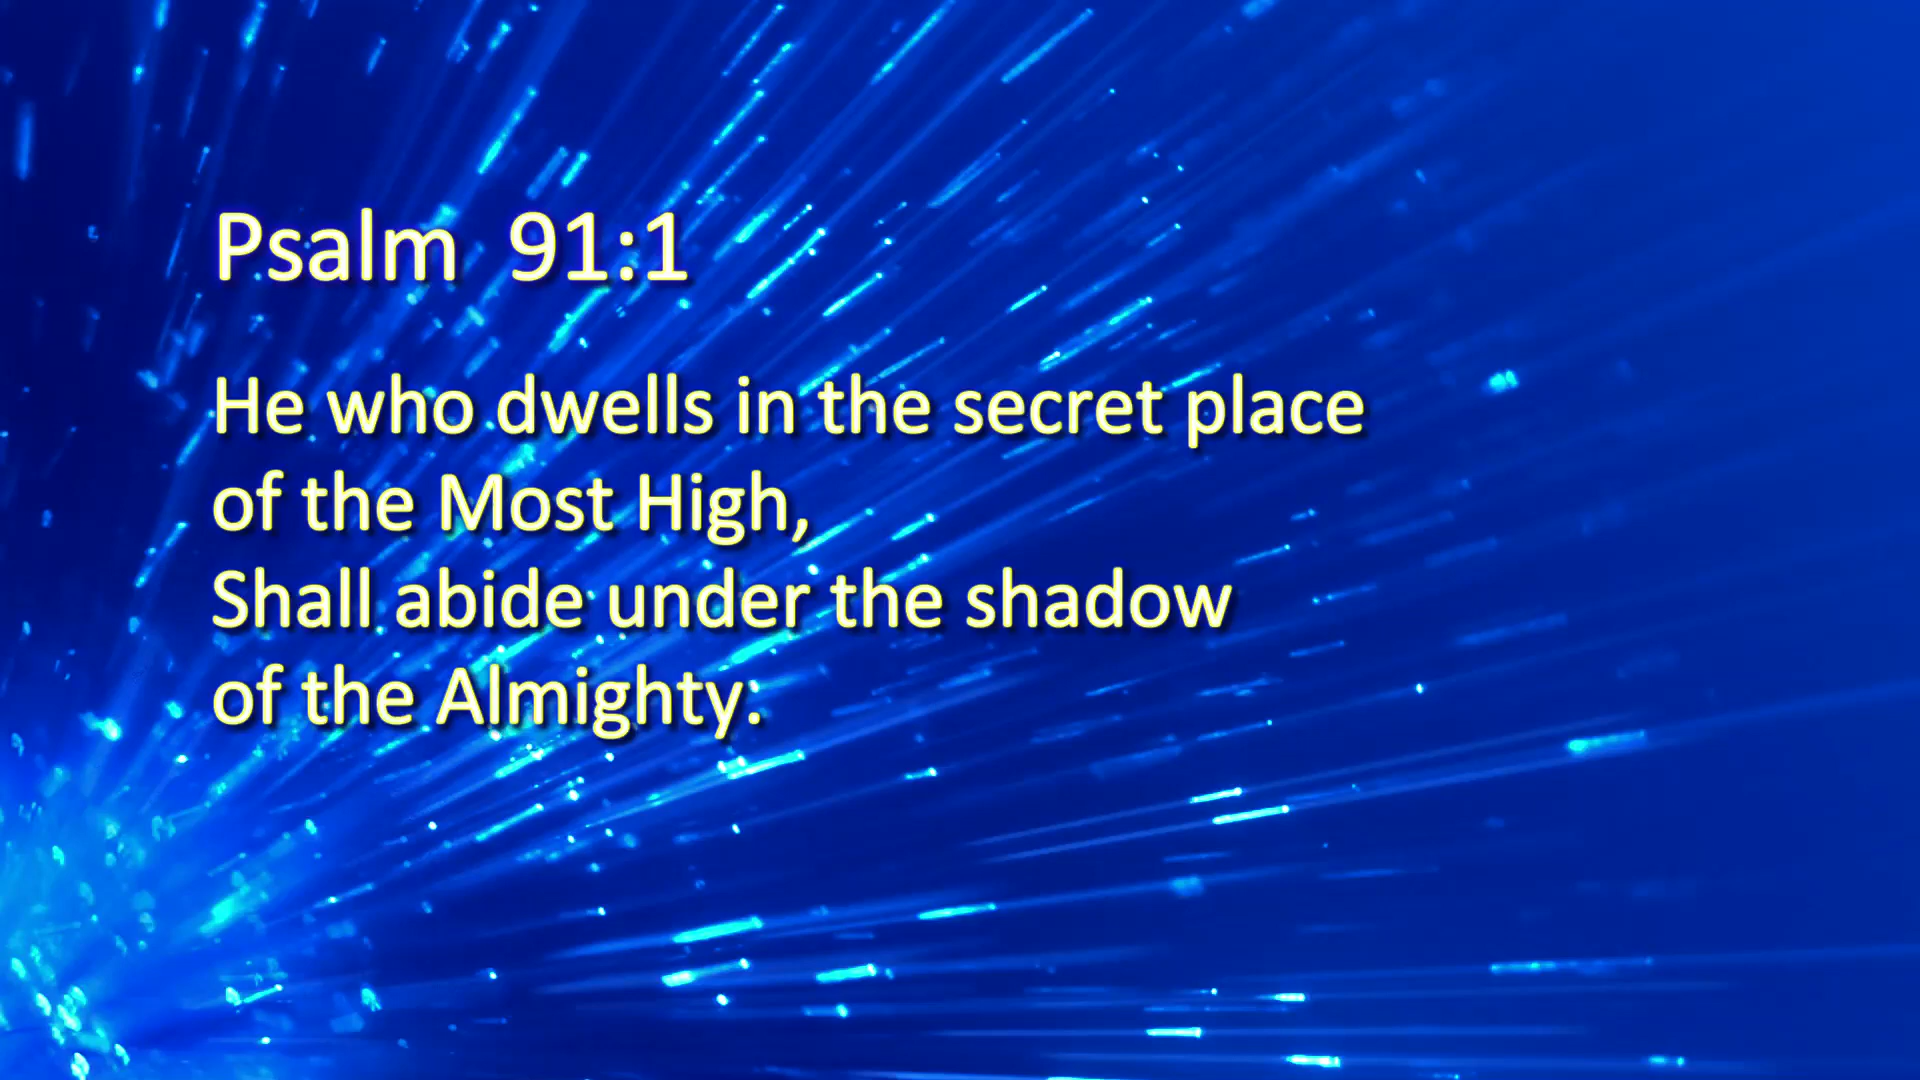 Psalm 91:1
He who dwells in the secret place
of the Most High,
Shall abide under the shadow
of the Almighty: